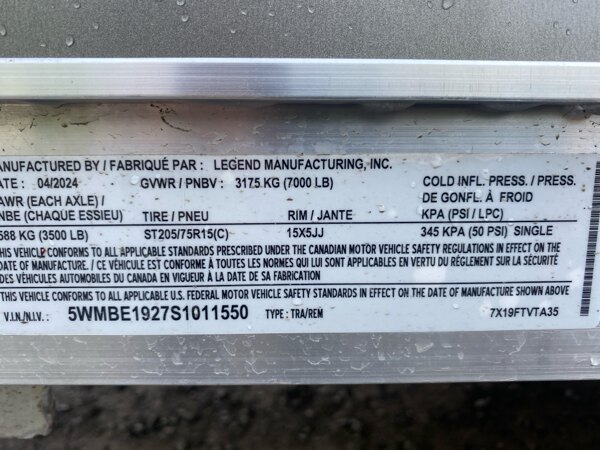 ANUFACTURED BY / FABRIQUÉ PAR : LEGEND MANUFACTURING, INC.
ATE : 04/2024 GVWR / PNBV : 3175 KG (7000 LB) COLD INFL. PRESS. / PRESS.
AWR (EACH AXLE) / DE GONFL. À FROID
NBE (CHAQUE ESSIEU) TIRE / PNEU RIM / JANTE KPA (PSI / LPC)
588 KG (3500 LB) ST205/75R15(C) 15X5JJ 345 KPA (50 PSI) SINGLE
THIS VEHICLE CONFORMS TO ALL APPLICABLE STANDARDS PRESCRIBED UNDER THE CANADIAN MOTOR VEHICLE SAFETY REGULATIONS IN EFFECT ON THE
DATE OF MANUFACTURE. / CE VÉHICULE EST CONFORME À TOUTES LES NORMES QUI LUI SONT APPLICABLES EN VERTU DU RÈGLEMENT SUR LA SÉCURITÉ
DES VÉHICULES AUTOMOBILES DU CANADA EN VIGUEUR À LA DATE DE SA FABRICATION
THIS VEHICLE CONFORMS TO ALL APPLICABLE U.S. FEDERAL MOTOR VEHICLE SAFETY STANDARDS IN EFFECT ON THE DATE OF MANUFACTURE SHOWN ABOVE
V.I.N./N.I.V. : 5WMBE1927S1011550 TYPE : TRA/REM 7X19FTVTA35